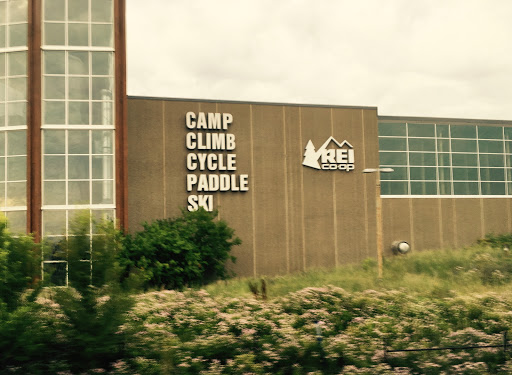 CAMP
CLIMB
CYCLE
PADDLE
SKI
REI
CO·OP